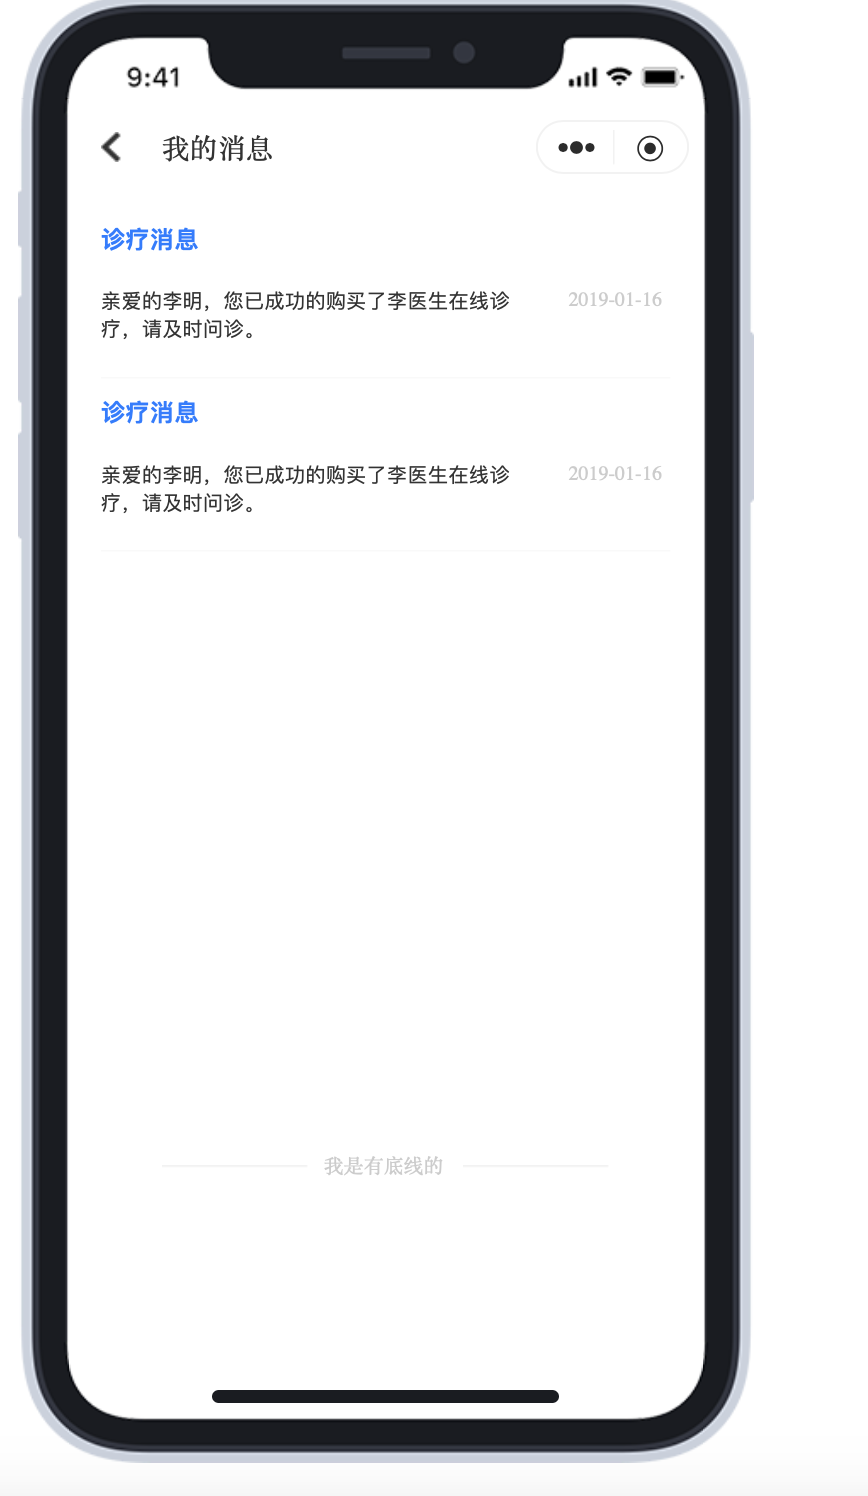 9:41
我的消息
诊疗消息
亲爱的李明，您已成功的购买了李医生在线诊
2019-01-16
疗，请及时问诊。
诊疗消息
亲爱的李明，您已成功的购买了李医生在线诊
2019-01-16
疗，请及时问诊。
我是有底线的